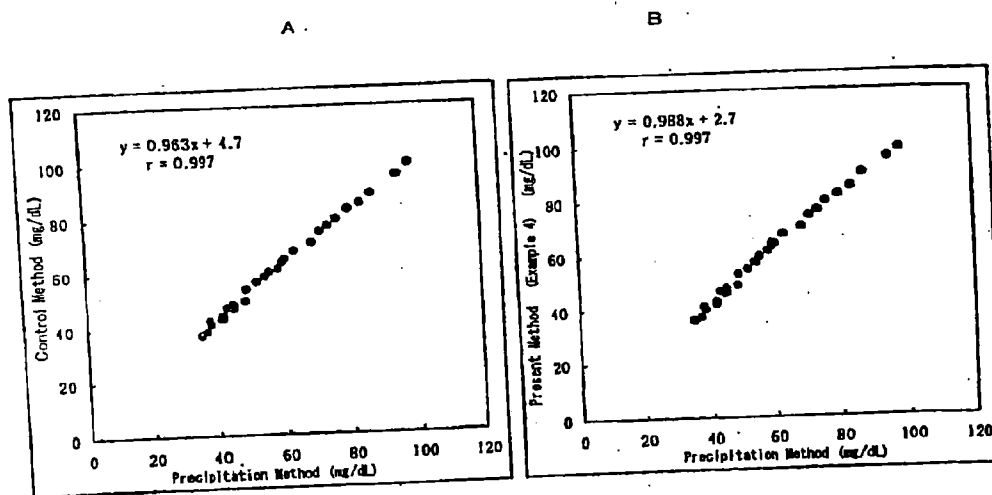 A
B
y = 0.963x + 4.7
r = 0.997
Control Method (mg/dL)
120
100
80
60
40
20
0
0 20 40 60 80 100 120
Precipitation Method (mg/dL)
y = 0.988x + 2.7
r = 0.997
Present Method (Example 4) (mg/dL)
120
100
80
60
40
20
0
0 20 40 60 80 100 120
Precipitation Method (mg/dL)